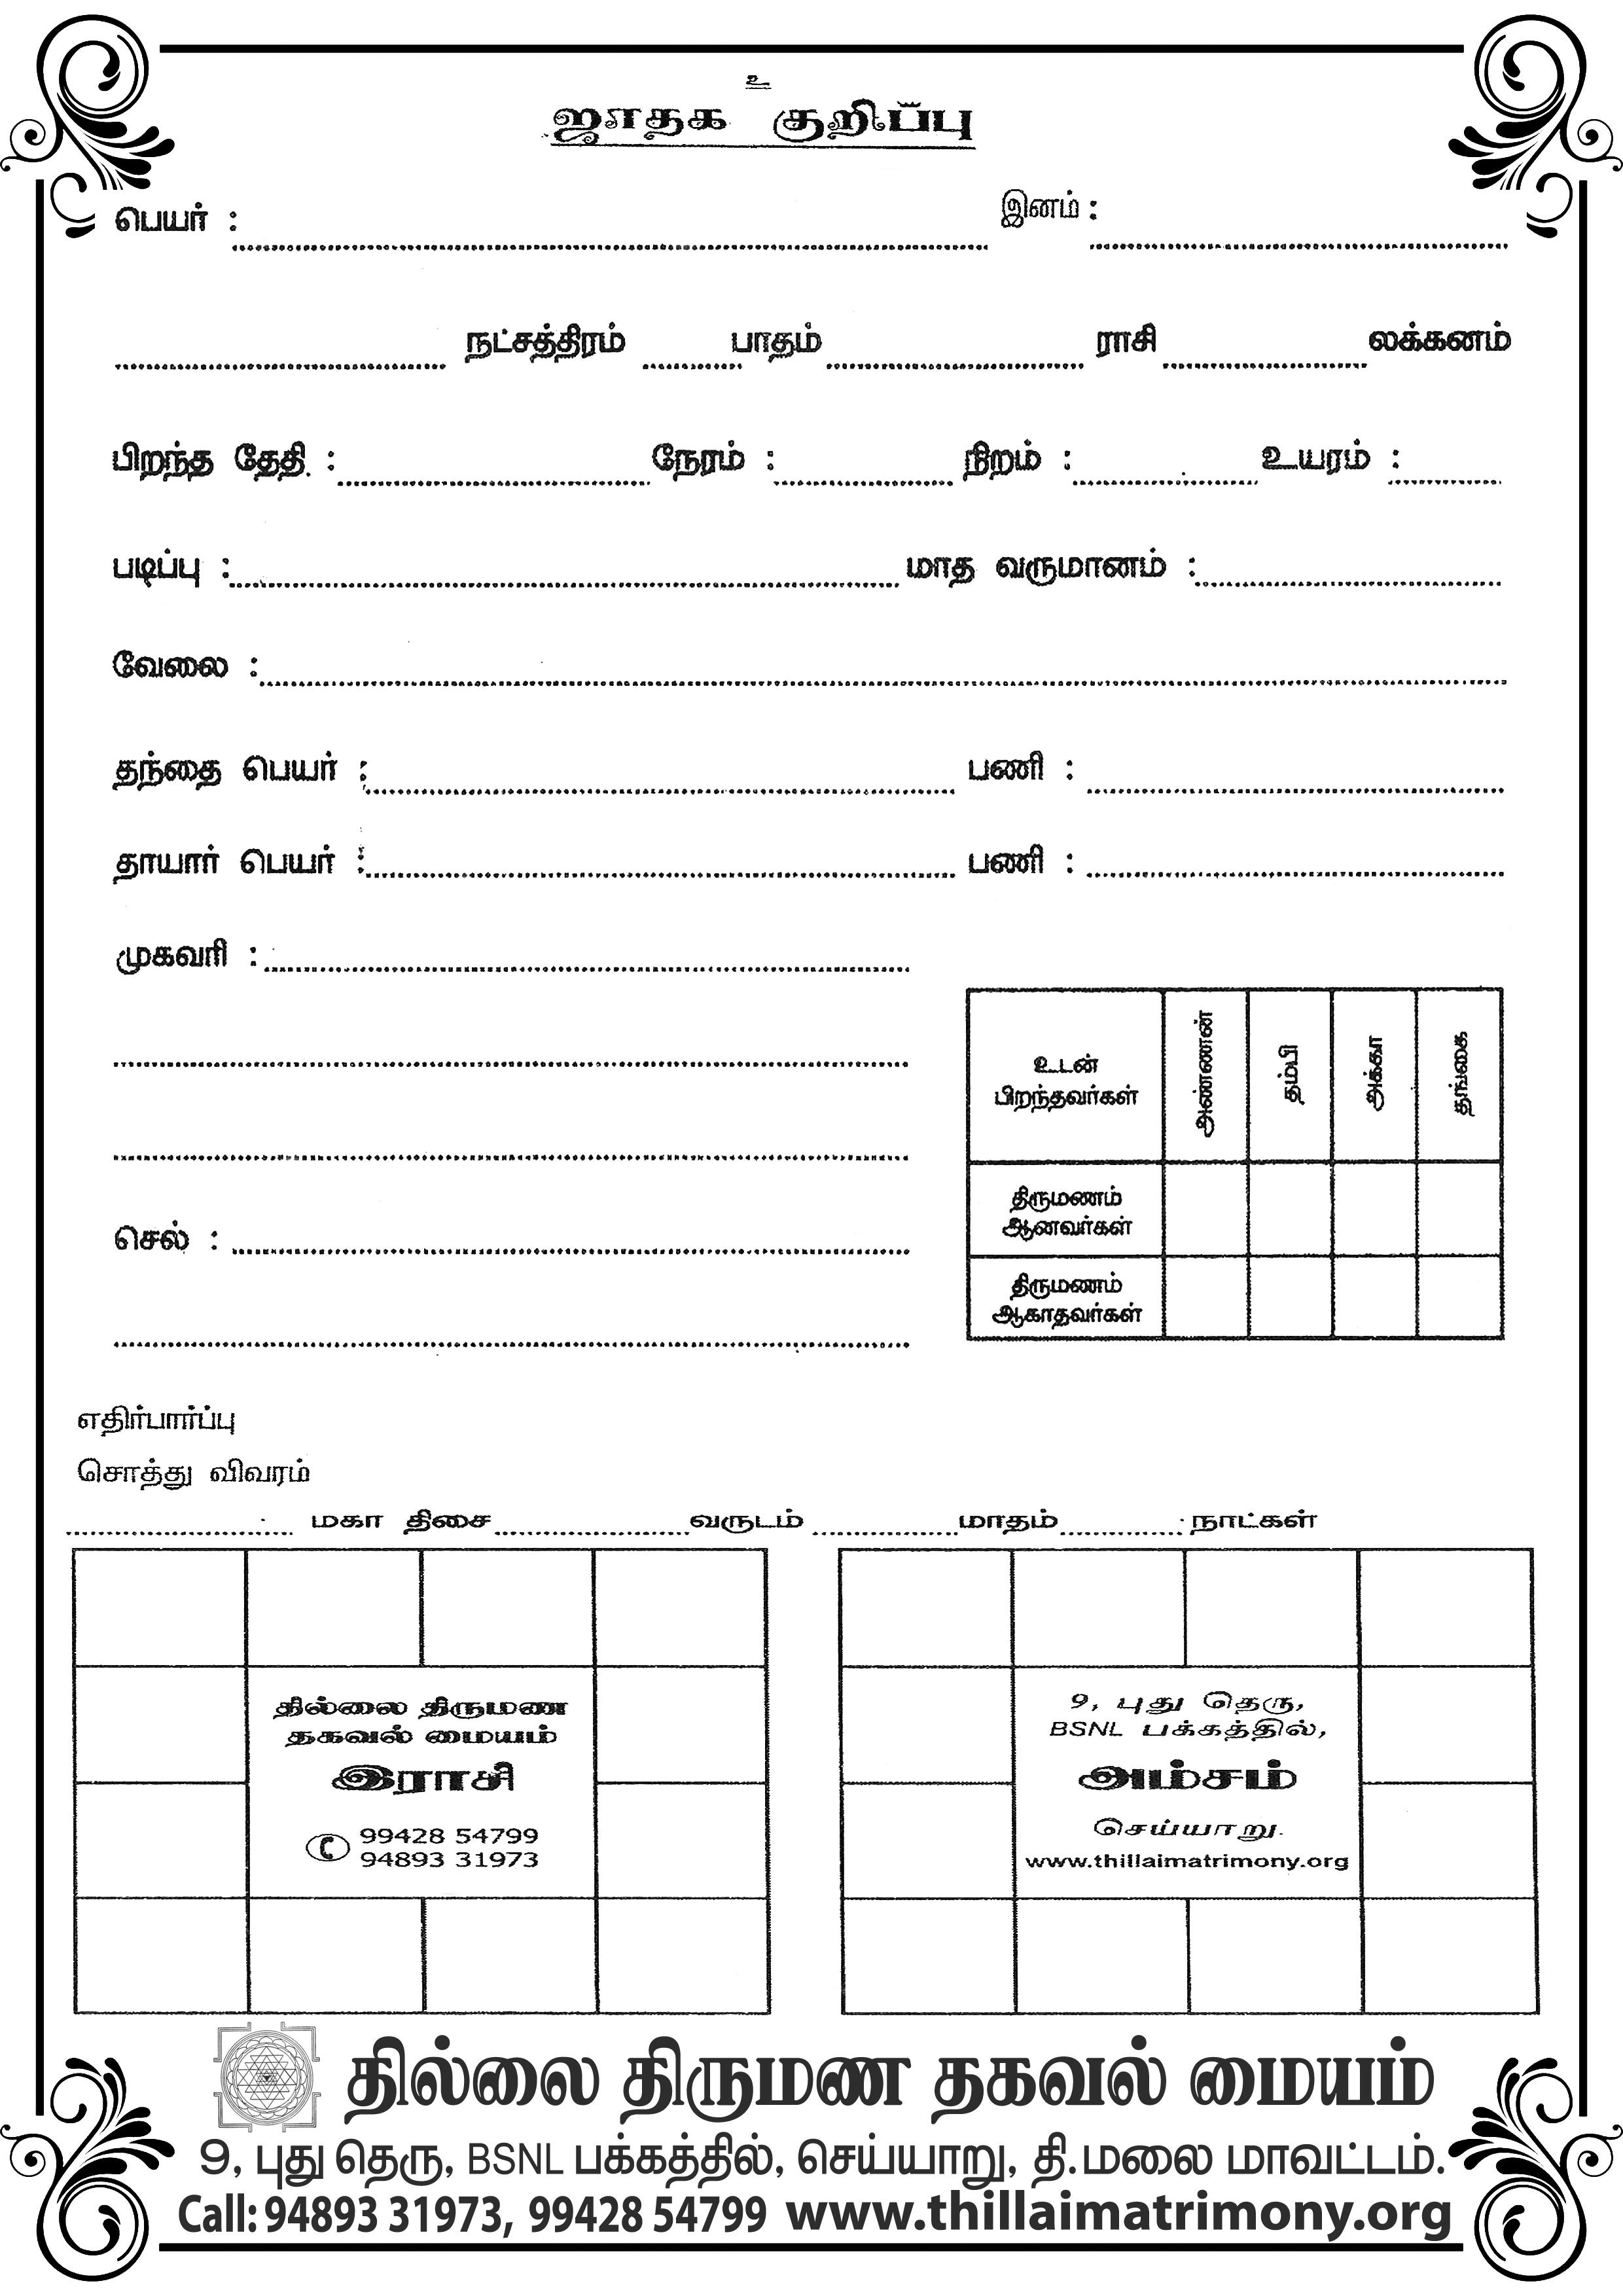 உ
ஜாதக குறிப்பு
பெயர் : இனம் :
நட்சத்திரம் பாதம் ராசி லக்கனம்
பிறந்த தேதி : நேரம் : நிறம் : உயரம் :
படிப்பு : மாத வருமானம் :
வேலை :
தந்தை பெயர் : பணி :
தாயார் பெயர் : பணி :
முகவரி :
உடன்
பிறந்தவர்கள்
அண்ணன்
தம்பி
அக்கா
தங்கை
திருமணம்
ஆனவர்கள்
திருமணம்
ஆகாதவர்கள்
செல் :
எதிர்பார்ப்பு
சொத்து விவரம்
மகா திசை வருடம் மாதம் நாட்கள்
தில்லை திருமண
தகவல் மையம்
இராசி
99428 54799
94893 31973
9, புது தெரு,
BSNL பக்கத்தில்,
அம்சம்
செய்யாறு.
www.thillaimatrimony.org
தில்லை திருமண தகவல் மையம்
9, புது தெரு, BSNL பக்கத்தில், செய்யாறு, தி.மலை மாவட்டம்.
Call: 94893 31973, 99428 54799 www.thillaimatrimony.org